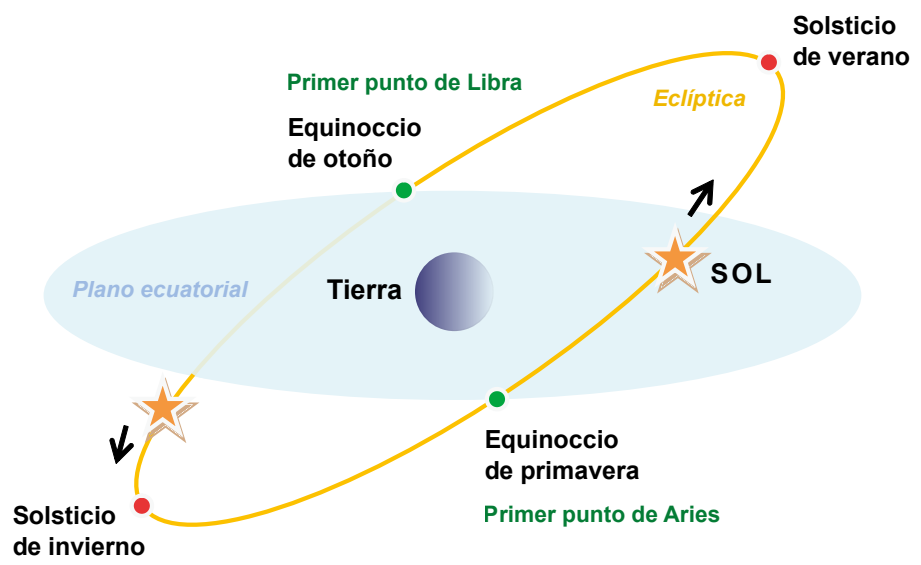 Solsticio
de verano
Primer punto de Libra
Eclíptica
Equinoccio
de otoño
SOL
Plano ecuatorial
Tierra
Equinoccio
de primavera
Primer punto de Aries
Solsticio
de invierno